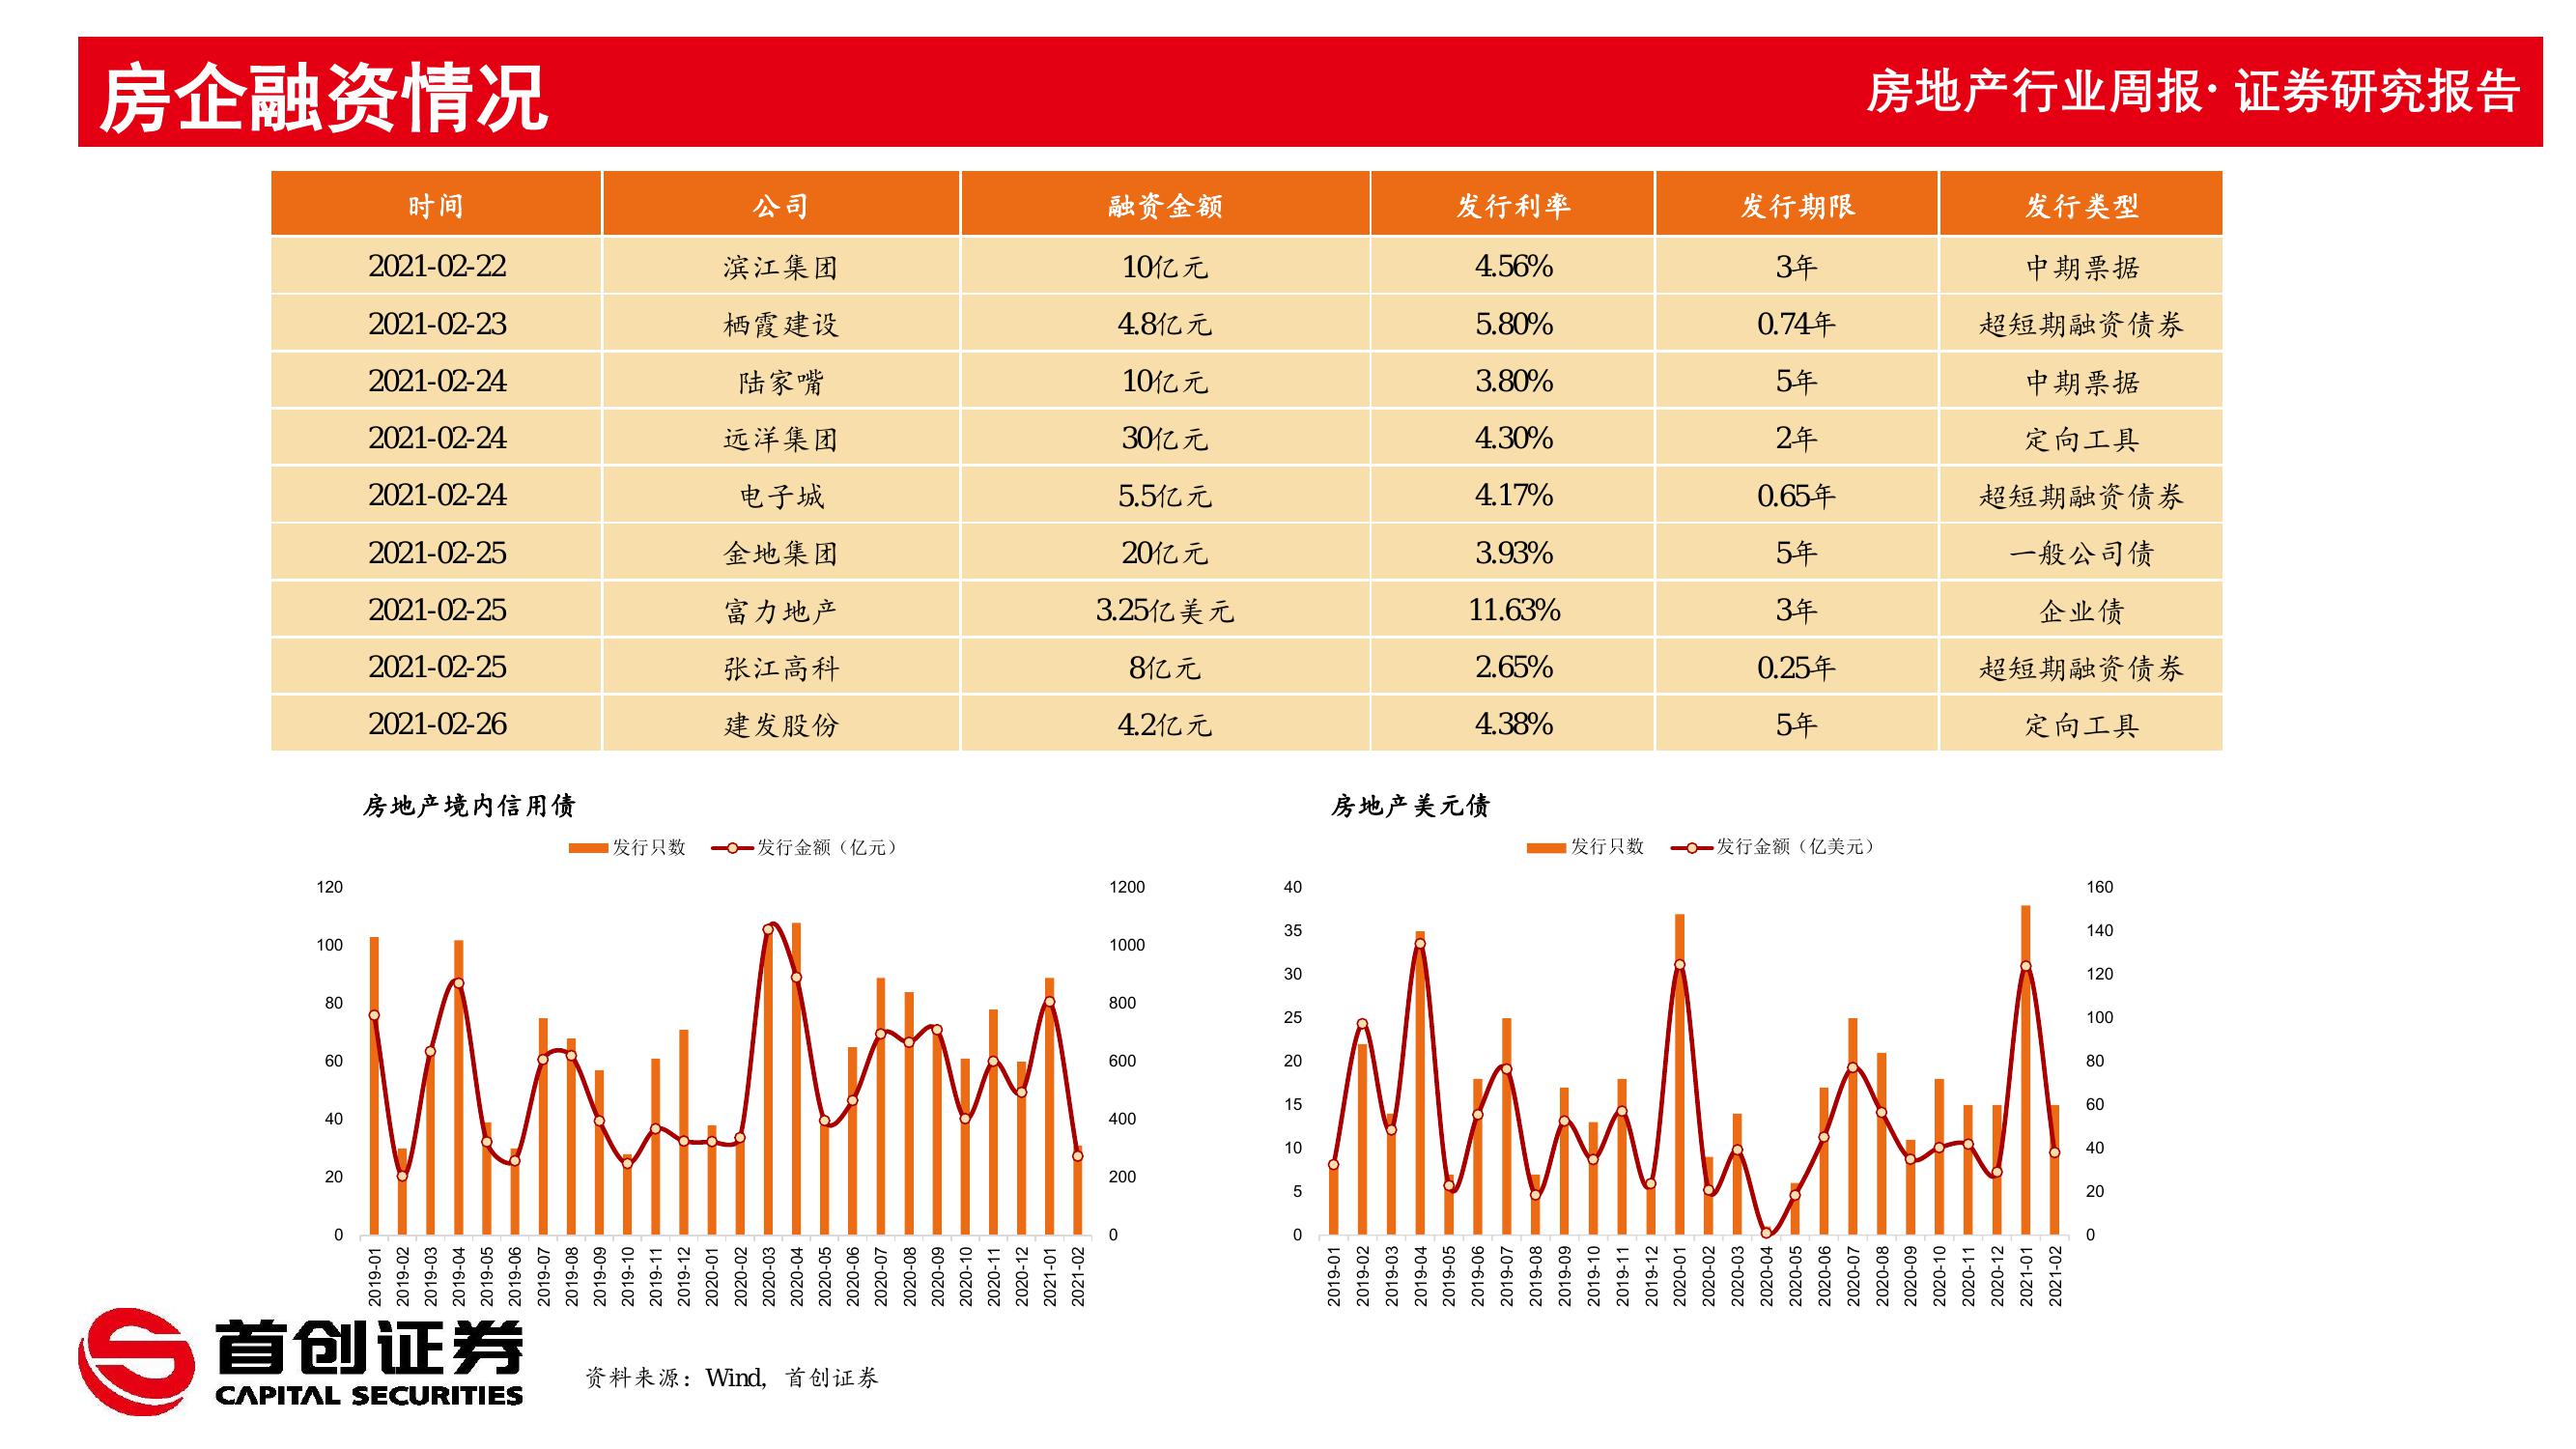 房企融资情况
房地产行业周报· 证券研究报告
时间 公司 融资金额 发行利率 发行期限 发行类型
2021-02-22 滨江集团 10亿元 4.56% 3年 中期票据
2021-02-23 栖霞建设 4.8亿元 5.80% 0.74年 超短期融资债券
2021-02-24 陆家嘴 10亿元 3.80% 5年 中期票据
2021-02-24 远洋集团 30亿元 4.30% 2年 定向工具
2021-02-24 电子城 5.5亿元 4.17% 0.65年 超短期融资债券
2021-02-25 金地集团 20亿元 3.93% 5年 一般公司债
2021-02-25 富力地产 3.25亿美元 11.63% 3年 企业债
2021-02-25 张江高科 8亿元 2.65% 0.25年 超短期融资债券
2021-02-26 建发股份 4.2亿元 4.38% 5年 定向工具
房地产境内信用债
发行只数 发行金额（亿元）
120 1200
100 1000
80 800
60 600
40 400
20 200
0 0
2019-01 2019-02 2019-03 2019-04 2019-05 2019-06 2019-07 2019-08 2019-09 2019-10 2019-11 2019-12 2020-01 2020-02 2020-03 2020-04 2020-05 2020-06 2020-07 2020-08 2020-09 2020-10 2020-11 2020-12 2021-01 2021-02
房地产美元债
发行只数 发行金额（亿美元）
40 160
35 140
30 120
25 100
20 80
15 60
10 40
5 20
0 0
2019-01 2019-02 2019-03 2019-04 2019-05 2019-06 2019-07 2019-08 2019-09 2019-10 2019-11 2019-12 2020-01 2020-02 2020-03 2020-04 2020-05 2020-06 2020-07 2020-08 2020-09 2020-10 2020-11 2020-12 2021-01 2021-02
首创证券
CAPITAL SECURITIES
资料来源：Wind，首创证券